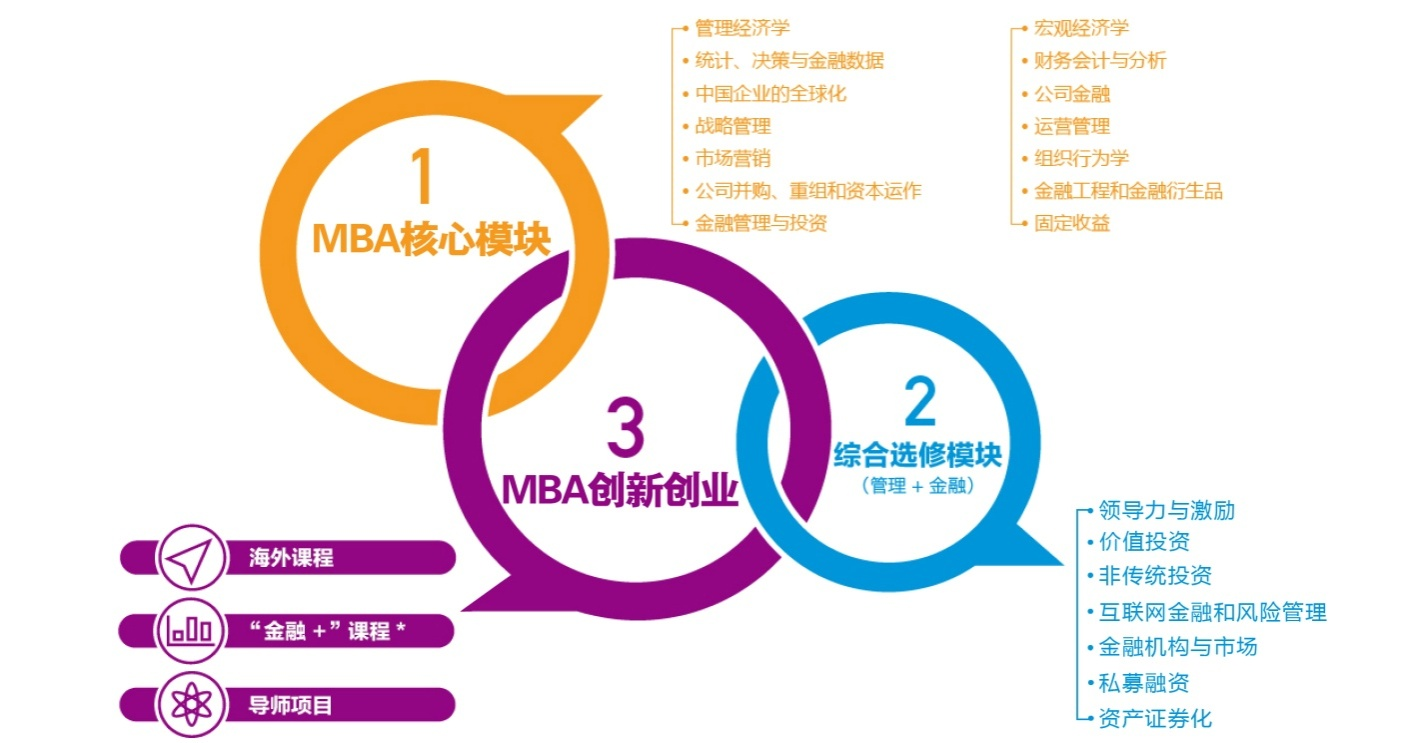 1
MBA核心模块
管理经济学
统计、决策与金融数据
中国企业的全球化
战略管理
市场营销
公司并购、重组和资本运作
金融管理与投资
宏观经济学
财务会计与分析
公司金融
运营管理
组织行为学
金融工程和金融衍生品
固定收益
2
综合选修模块
（管理 + 金融）
领导力与激励
价值投资
非传统投资
互联网金融和风险管理
金融机构与市场
私募融资
资产证券化
3
MBA创新创业
海外课程
“金融 +”课程 *
导师项目